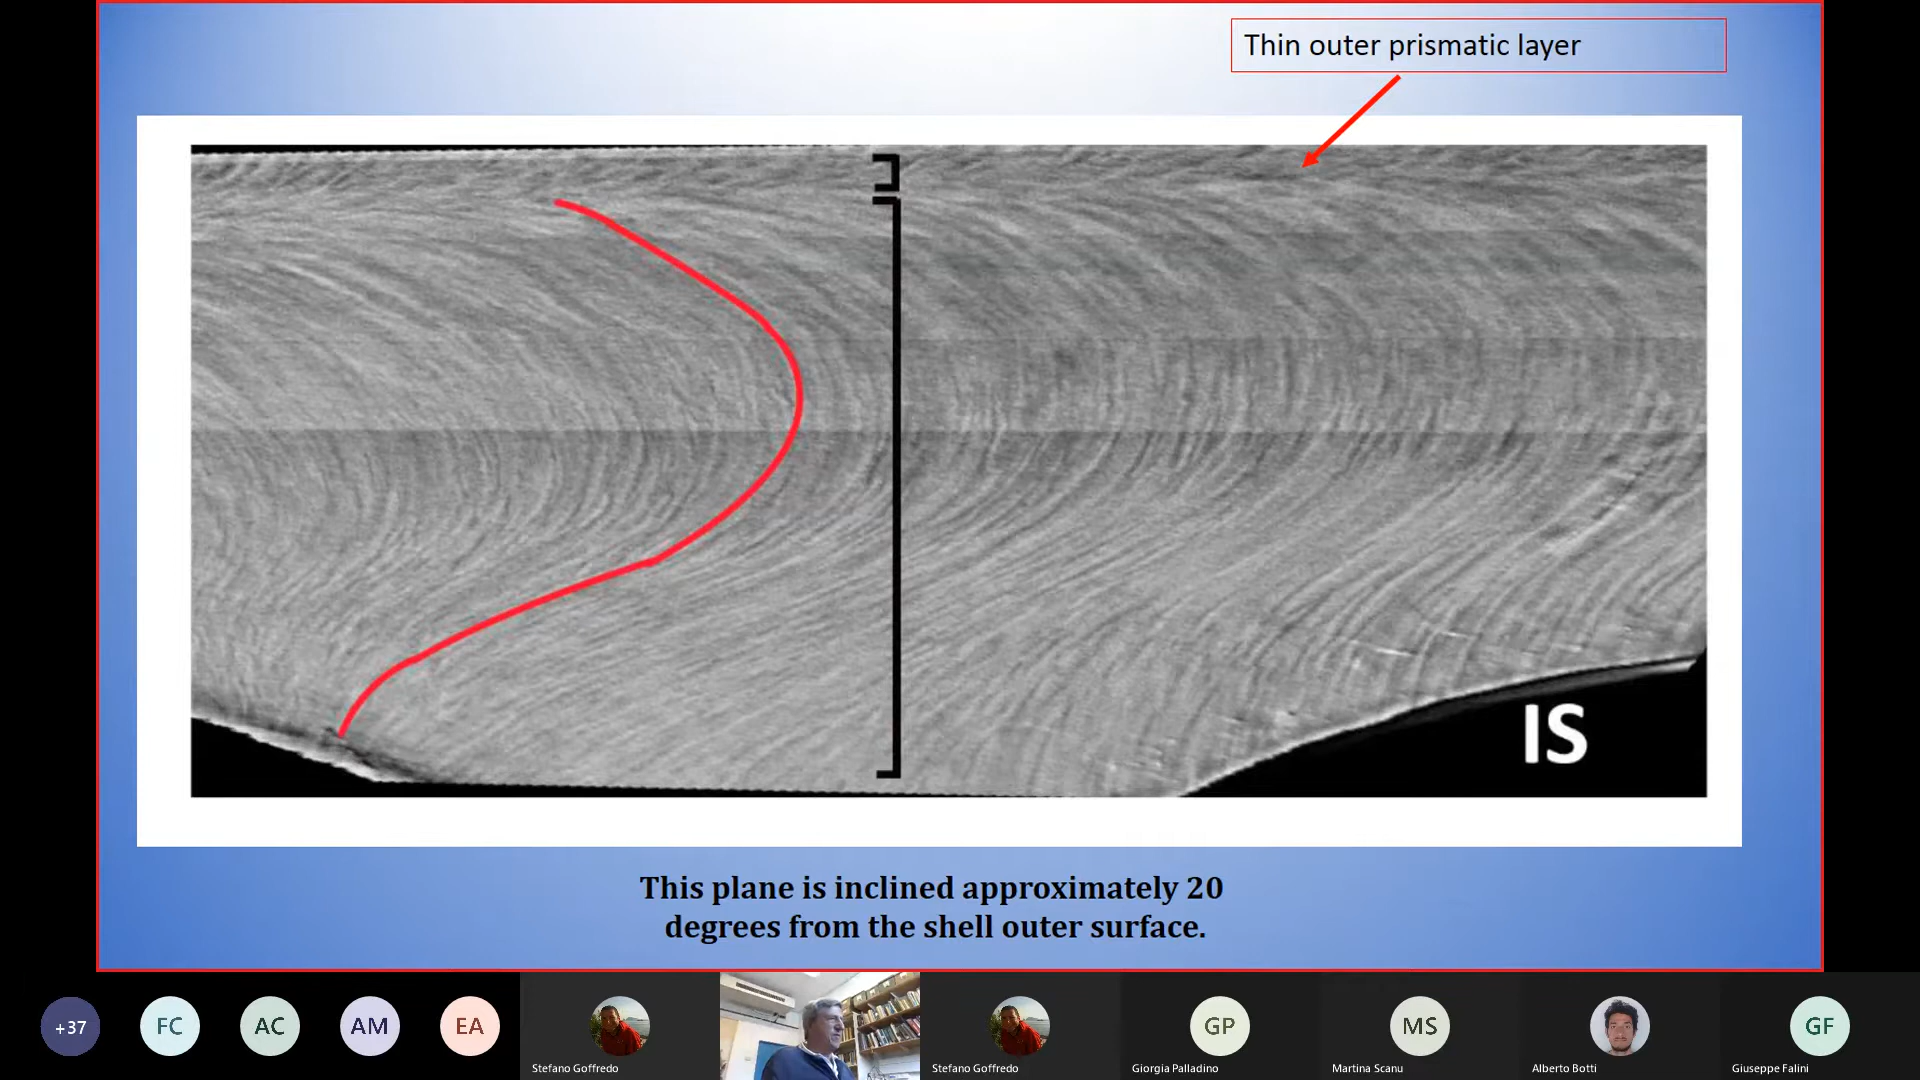 Thin outer prismatic layer
IS
This plane is inclined approximately 20
degrees from the shell outer surface.
+37
FC
AC
AM
EA
Stefano Goffredo
Stefano Goffredo
GP
Giorgia Palladino
MS
Martina Scanu
Alberto Botti
GF
Giuseppe Falini